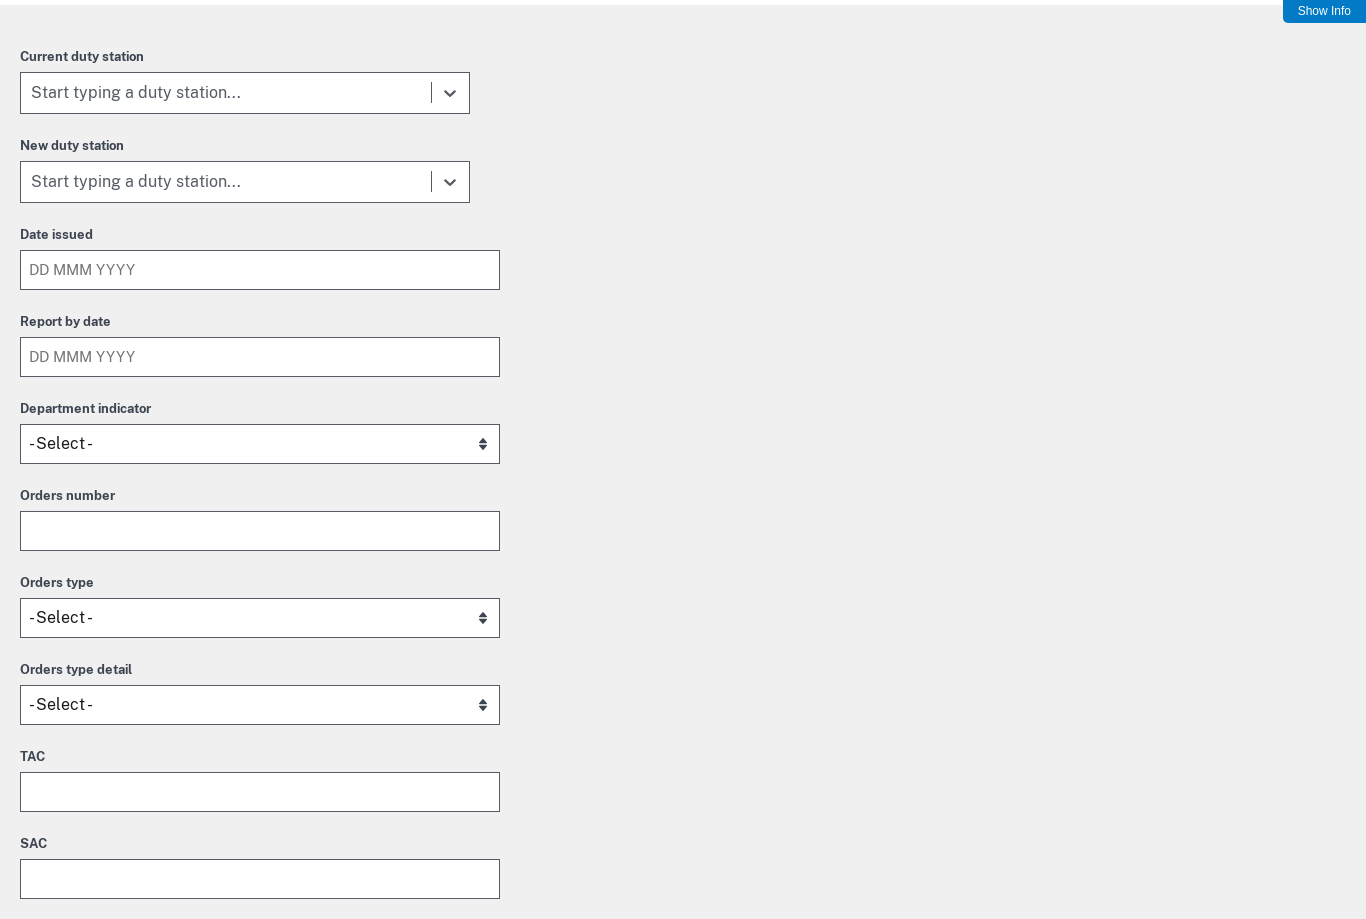 Show Info
Current duty station
Start typing a duty station...
New duty station
Start typing a duty station...
Date issued
DD MMM YYYY
Report by date
DD MMM YYYY
Department indicator
- Select -
Orders number
Orders type
- Select -
Orders type detail
- Select -
TAC
SAC